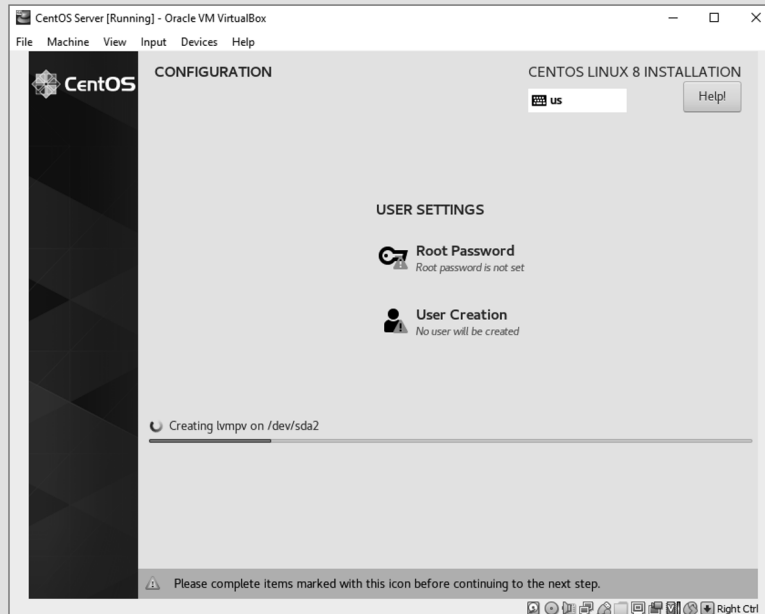 CentOS Server [Running] - Oracle VM VirtualBox
File Machine View Input Devices Help
CentOS
CONFIGURATION
CENTOS LINUX 8 INSTALLATION
us
Help!
USER SETTINGS
Root Password
Root password is not set
User Creation
No user will be created
Creating lvmpv on /dev/sda2
Please complete items marked with this icon before continuing to the next step.
Right Ctrl